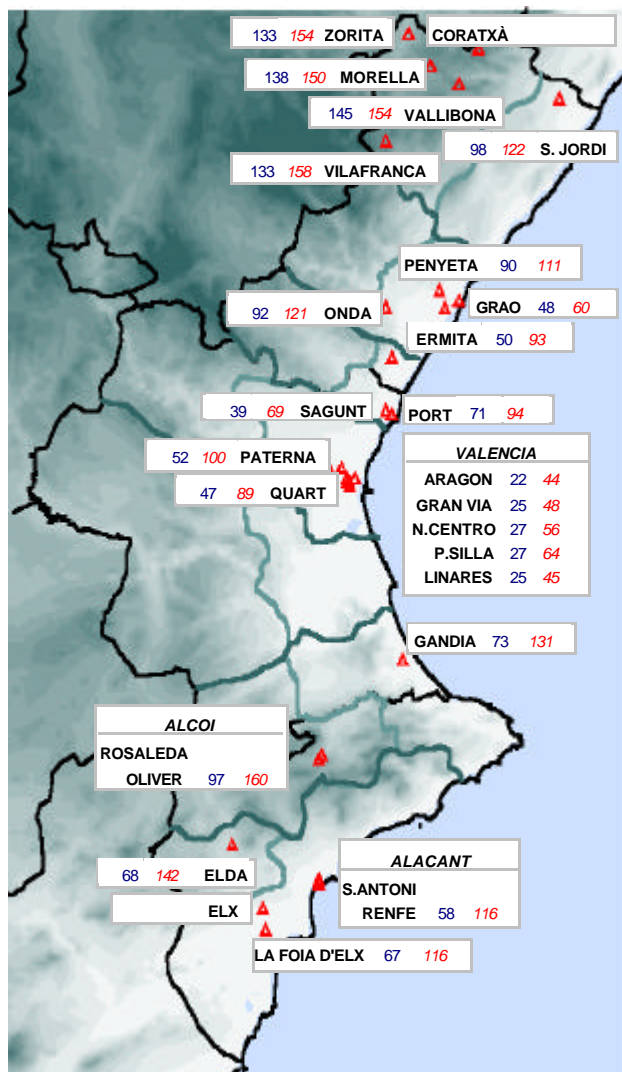 133 154 ZORITA
CORATXÀ
138 150 MORELLA
145 154 VALLIBONA
98 122 S. JORDI
133 158 VILAFRANCA
PENYETA 90 111
92 121 ONDA
GRAO 48 60
ERMITA 50 93
39 69 SAGUNT
PORT 71 94
52 100 PATERNA
47 89 QUART
VALENCIA
ARAGON 22 44
GRAN VIA 25 48
N.CENTRO 27 56
P.SILLA 27 64
LINARES 25 45
GANDIA 73 131
ALCOI
ROSALEDA
OLIVER 97 160
68 142 ELDA
ELX
ALACANT
S.ANTONI
RENFE 58 116
LA FOIA D'ELX 67 116